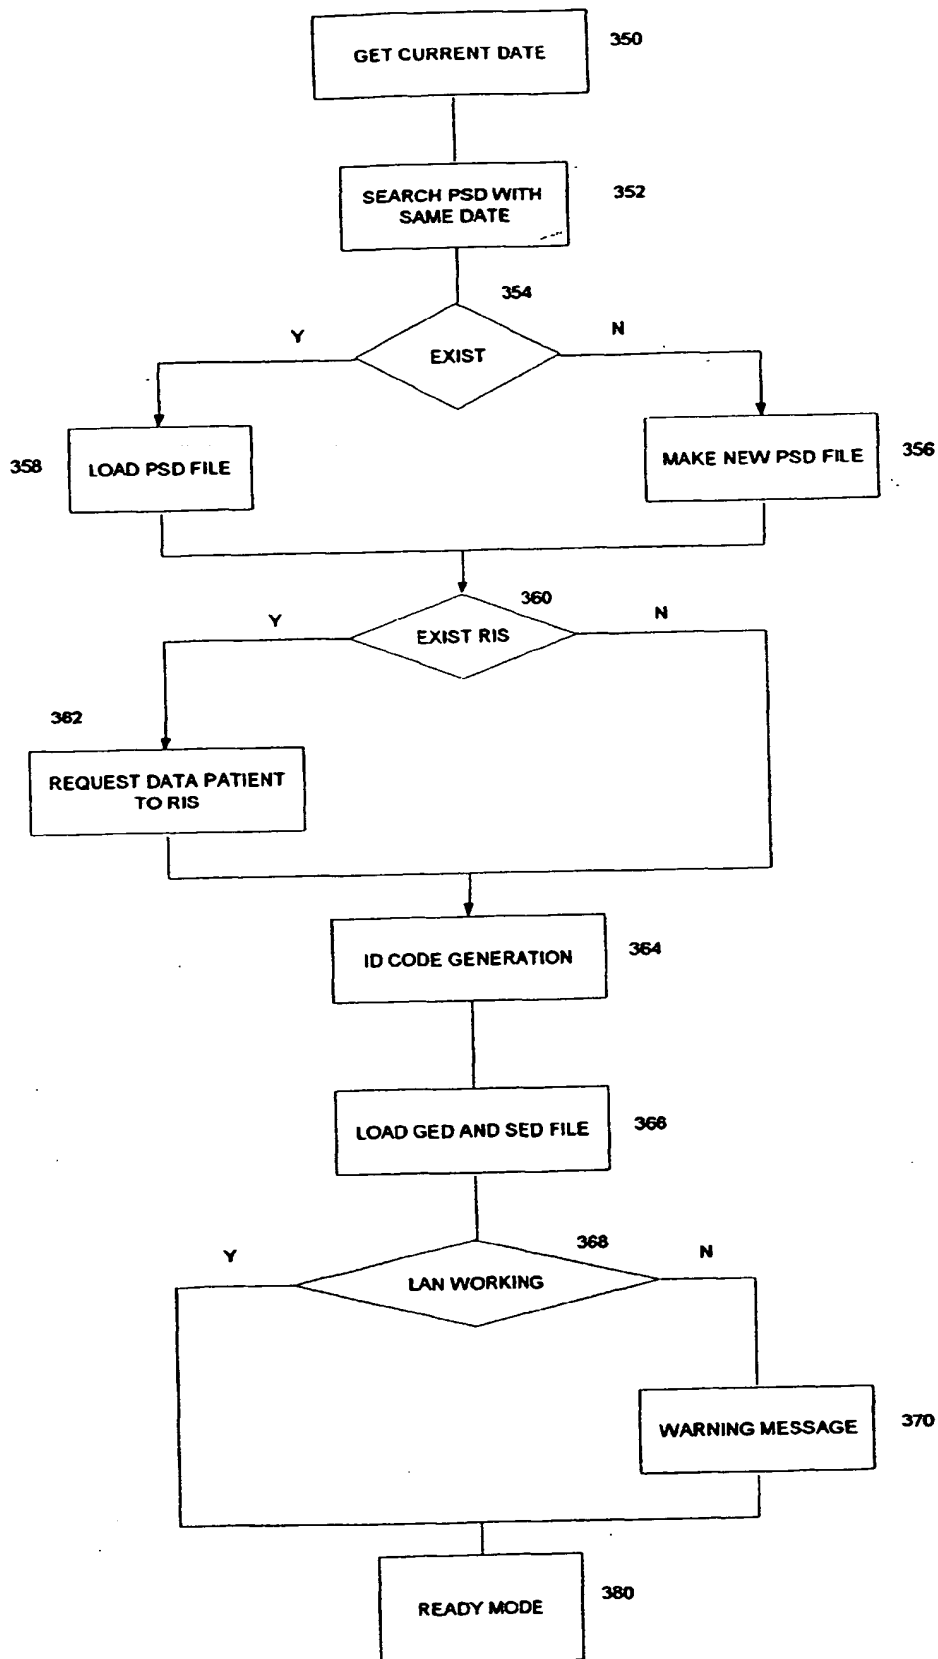 GET CURRENT DATE
350
SEARCH PSD WITH
SAME DATE
352
354
Y
EXIST
N
358
LOAD PSD FILE
MAKE NEW PSD FILE
356
360
Y
EXIST RIS
N
362
REQUEST DATA PATIENT
TO RIS
ID CODE GENERATION
364
LOAD GED AND SED FILE
366
368
Y
LAN WORKING
N
WARNING MESSAGE
370
READY MODE
380